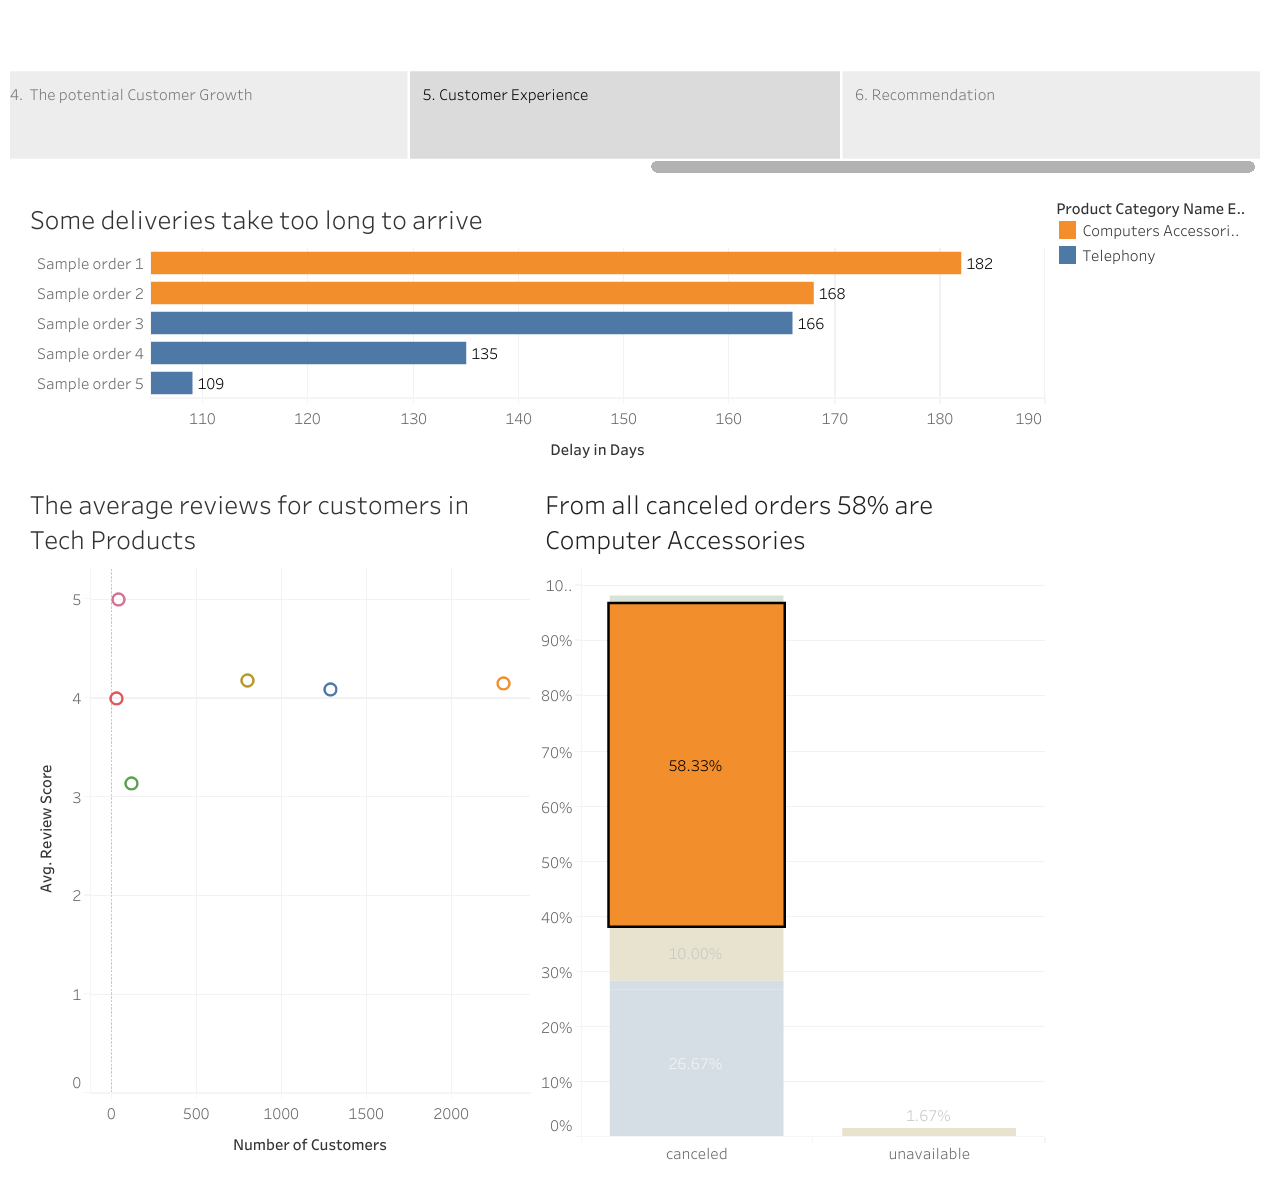 4.  The potential Customer Growth
5. Customer Experience
6. Recommendation
Some deliveries take too long to arrive
Product Category Name E..
Computers Accessori..
Telephony
Sample order 1
182
Sample order 2
168
Sample order 3
166
Sample order 4
135
Sample order 5
109
110 120 130 140 150 160 170 180 190
Delay in Days
The average reviews for customers in
Tech Products
5
4
3
2
1
0
Avg. Review Score
0 500 1000 1500 2000
Number of Customers
From all canceled orders 58% are
Computer Accessories
10..
90%
80%
70%
60%
50%
40%
30%
20%
10%
0%
58.33%
10.00%
26.67%
1.67%
canceled
unavailable